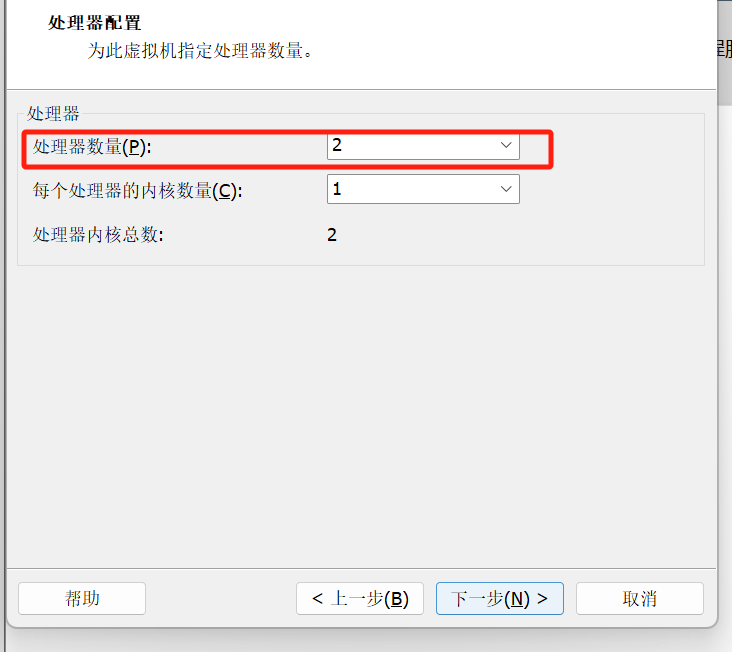 处理器配置
为此虚拟机指定处理器数量。
处理器
处理器数量(P): 2
每个处理器的内核数量(C): 1
处理器内核总数: 2
帮助 < 上一步(B) 下一步(N) > 取消